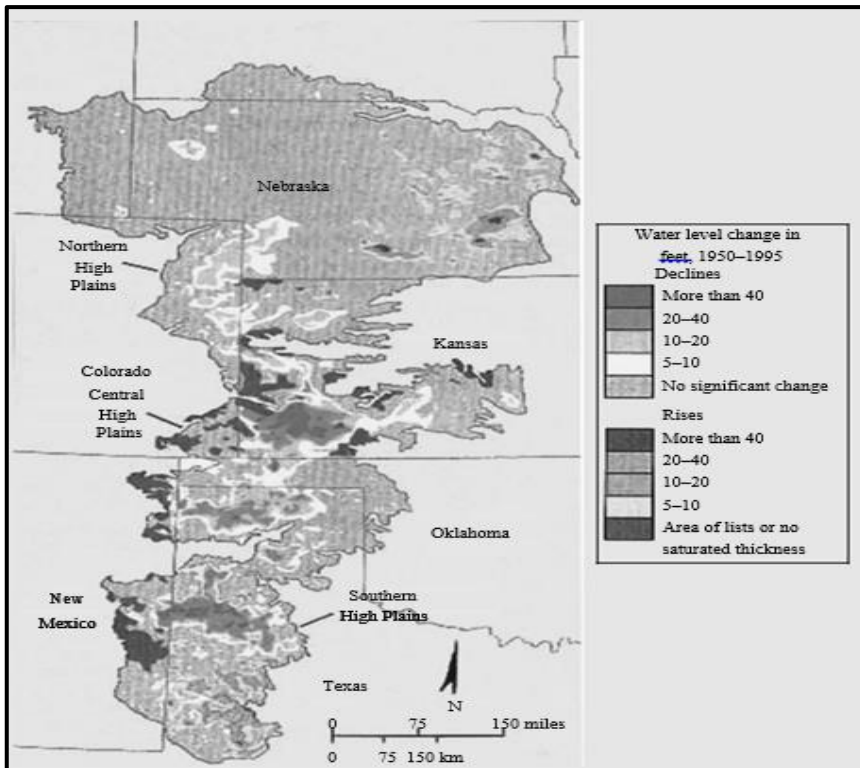 Nebraska
Northern
High
Plains
Colorado
Central
High
Plains
Kansas
Oklahoma
New
Mexico
Southern
High Plains
Texas
N
0 75 150 miles
0 75 150 km
Water level change in
feet, 1950–1995
Declines
More than 40
20–40
10–20
5–10
No significant change
Rises
More than 40
20–40
10–20
5–10
Area of lists or no
saturated thickness